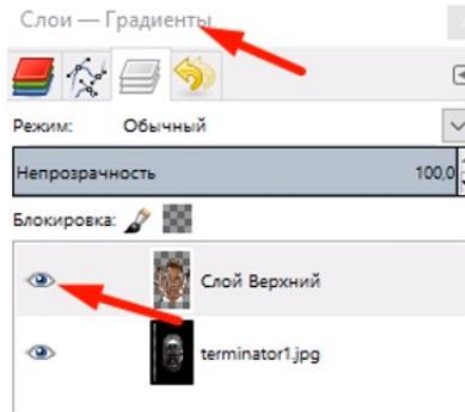 Слои — Градиенты
Режим: Обычный
Непрозрачность 100,0
Блокировка:
Слой Верхний
terminator1.jpg